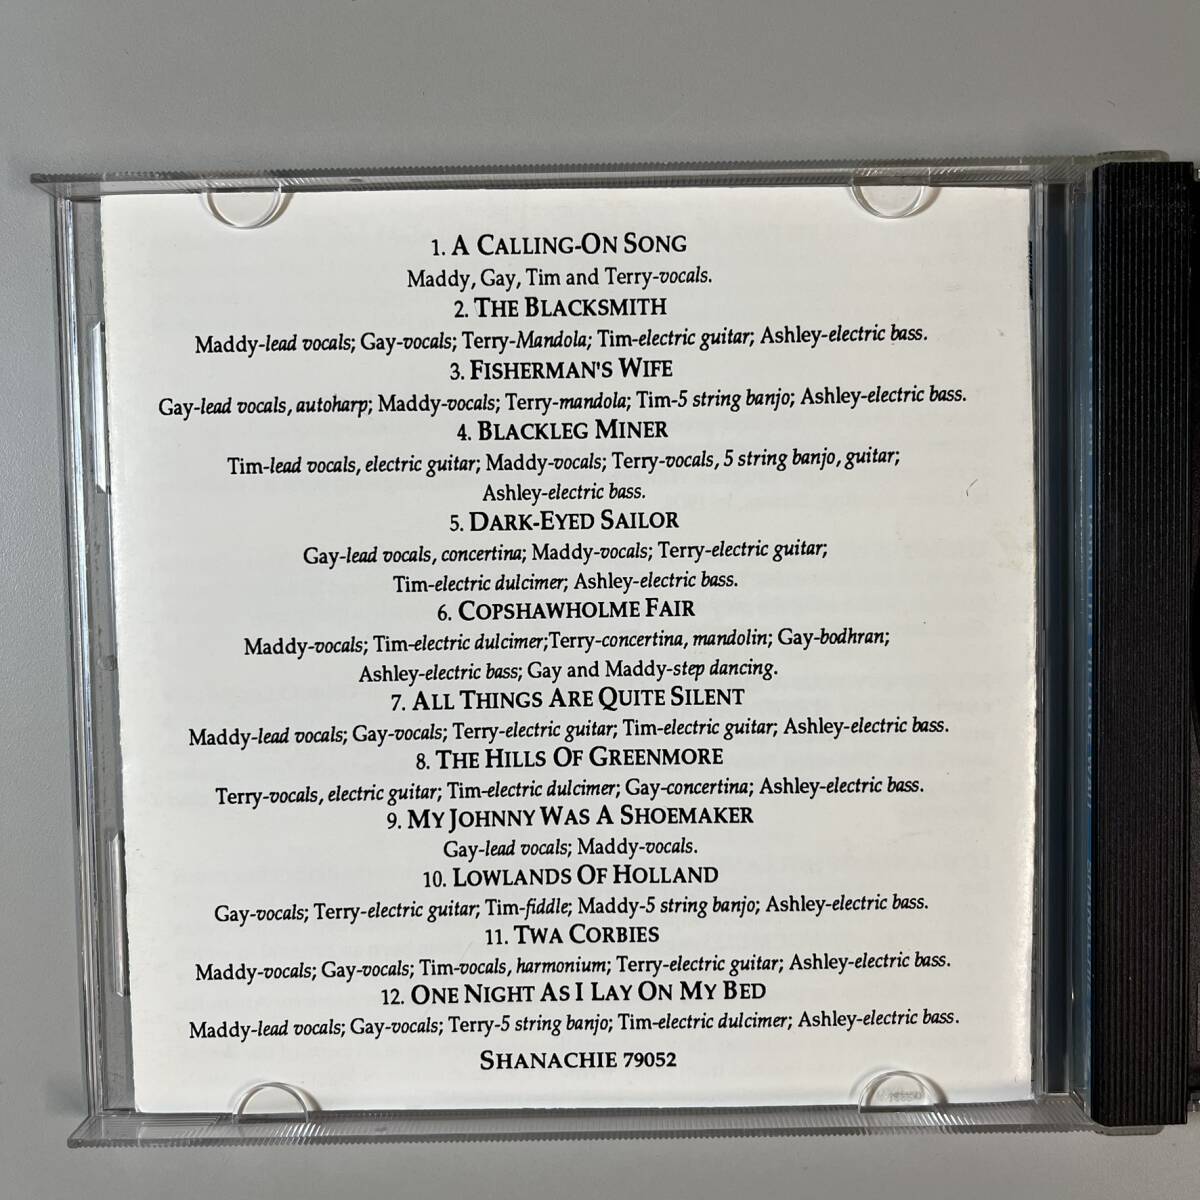 1. A CALLING-ON SONG
Maddy, Gay, Tim and Terry-vocals.
2. THE BLACKSMITH
Maddy-lead vocals; Gay-vocals; Terry-Mandola; Tim-electric guitar; Ashley-electric bass.
3. FISHERMAN'S WIFE
Gay-lead vocals, autoharp; Maddy-vocals; Terry-mandola; Tim-5 string banjo; Ashley-electric bass.
4. BLACKLEG MINER
Tim-lead vocals, electric guitar; Maddy-vocals; Terry-vocals, 5 string banjo, guitar;
Ashley-electric bass.
5. DARK-EYED SAILOR
Gay-lead vocals, concertina; Maddy-vocals; Terry-electric guitar;
Tim-electric dulcimer; Ashley-electric bass.
6. COPSHAWHOLME FAIR
Maddy-vocals; Tim-electric dulcimer;Terry-concertina, mandolin; Gay-bodhran;
Ashley-electric bass; Gay and Maddy-step dancing.
7. ALL THINGS ARE QUITE SILENT
Maddy-lead vocals; Gay-vocals; Terry-electric guitar; Tim-electric guitar; Ashley-electric bass.
8. THE HILLS OF GREENMORE
Terry-vocals, electric guitar; Tim-electric dulcimer; Gay-concertina; Ashley-electric bass.
9. MY JOHNNY WAS A SHOEMAKER
Gay-lead vocals; Maddy-vocals.
10. LOWLANDS OF HOLLAND
Gay-vocals; Terry-electric guitar; Tim-fiddle; Maddy-5 string banjo; Ashley-electric bass.
11. TWA CORBIES
Maddy-vocals; Gay-vocals; Tim-vocals, harmonium; Terry-electric guitar; Ashley-electric bass.
12. ONE NIGHT AS I LAY ON MY BED
Maddy-lead vocals; Gay-vocals; Terry-5 string banjo; Tim-electric dulcimer; Ashley-electric bass.
SHANACHIE 79052